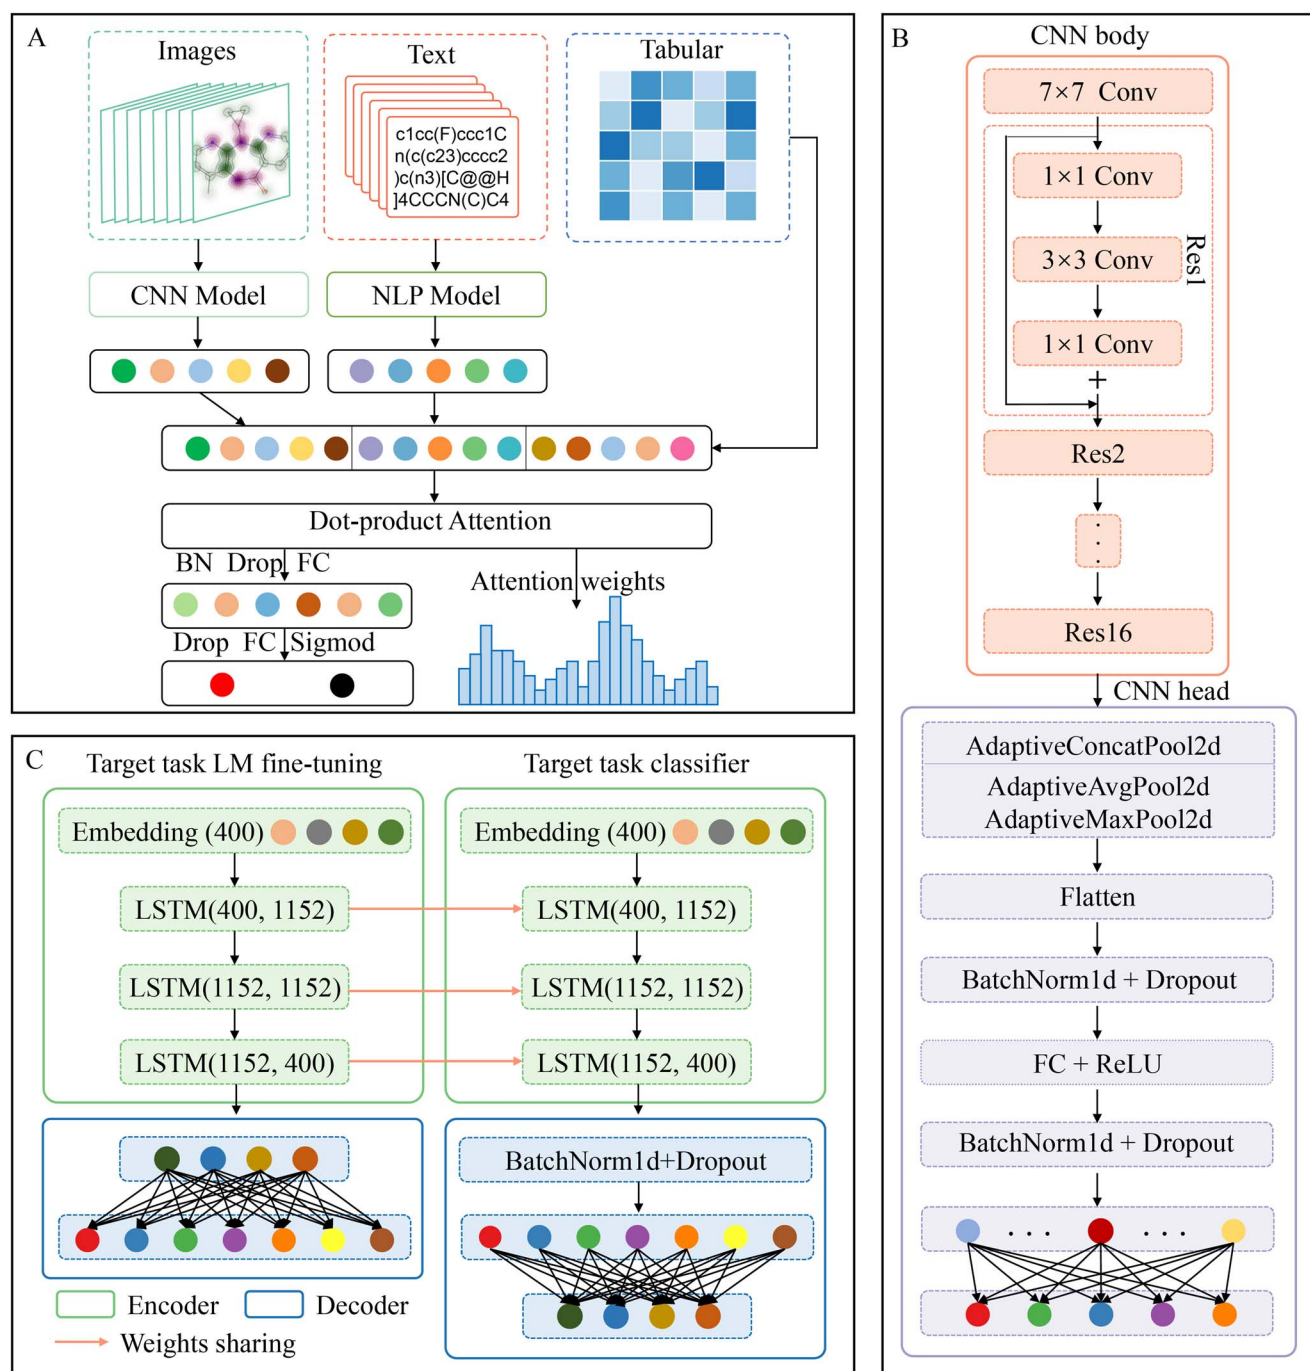 A
Images
Text
Tabular
c1cc(F)ccc1C
n(c(c23)cccc2
)c(n3)[C@@H
]4CCCN(C)C4
CNN Model
NLP Model
Dot-product Attention
BN Drop FC
Attention weights
Drop FC Sigmod
B
CNN body
7×7 Conv
1×1 Conv
3×3 Conv
1×1 Conv
+
Res1
Res2
Res16
CNN head
AdaptiveConcatPool2d
AdaptiveAvgPool2d
AdaptiveMaxPool2d
Flatten
BatchNorm1d + Dropout
FC + ReLU
BatchNorm1d + Dropout
C
Target task LM fine-tuning
Target task classifier
Embedding (400)
Embedding (400)
LSTM(400, 1152)
LSTM(400, 1152)
LSTM(1152, 1152)
LSTM(1152, 1152)
LSTM(1152, 400)
LSTM(1152, 400)
BatchNorm1d+Dropout
Encoder
Decoder
Weights sharing